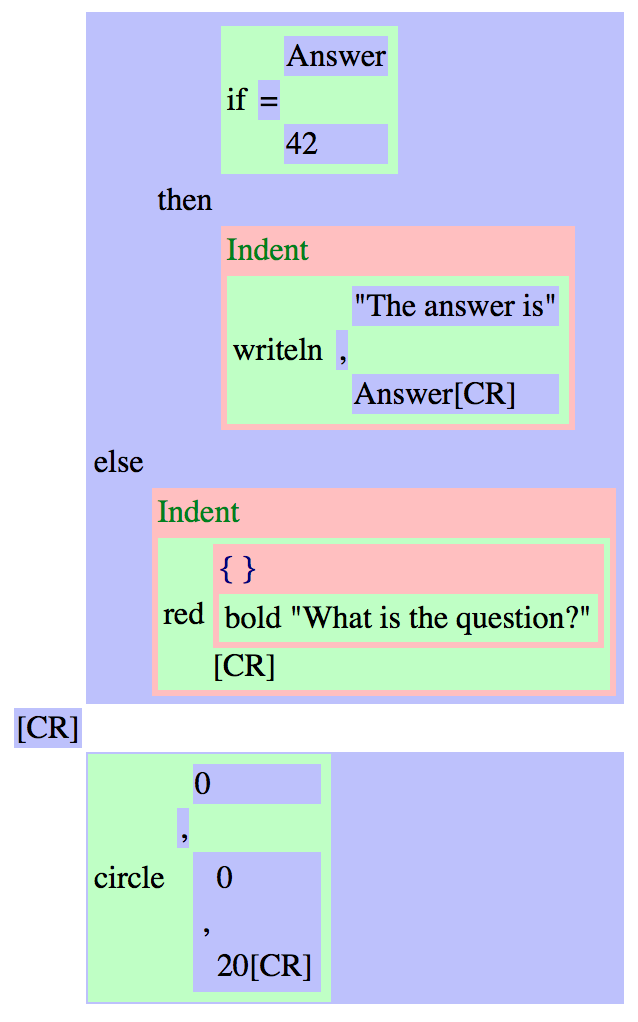 Answer
if =
42
then
Indent
"The answer is"
writeln ,
Answer[CR]
else
Indent
{ }
red bold "What is the question?"
[CR]
[CR]
0
,
circle 0
,
20[CR]